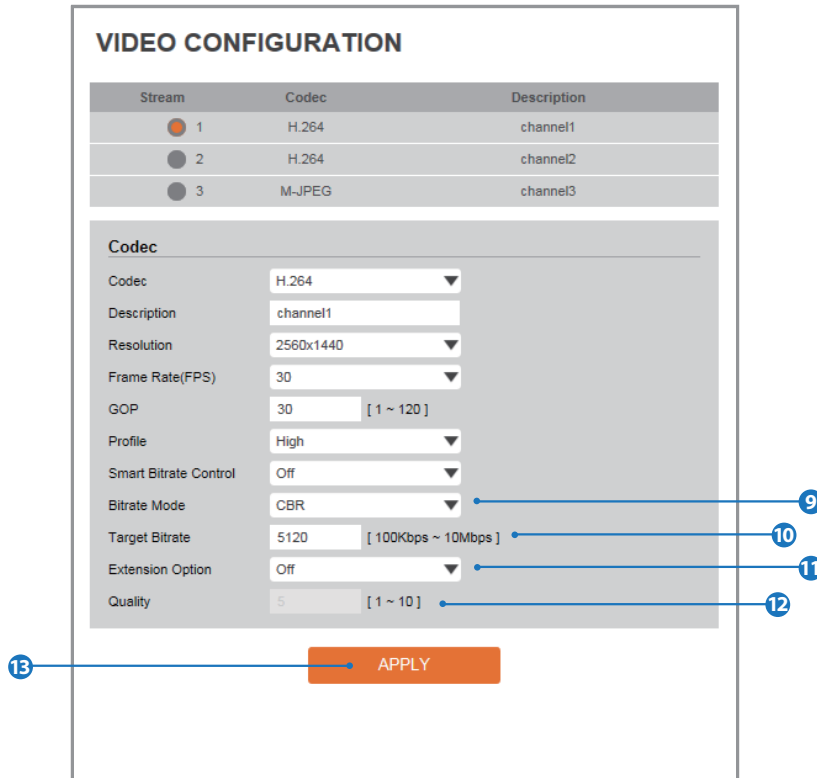 VIDEO CONFIGURATION
Stream Codec Description
1 H.264 channel1
2 H.264 channel2
3 M-JPEG channel3
Codec
Codec H.264
Description channel1
Resolution 2560x1440
Frame Rate(FPS) 30
GOP 30 [ 1 ~ 120 ]
Profile High
Smart Bitrate Control Off
Bitrate Mode CBR 9
Target Bitrate 5120 [ 100Kbps ~ 10Mbps ] 10
Extension Option Off 11
Quality 5 [ 1 ~ 10 ] 12
13 APPLY